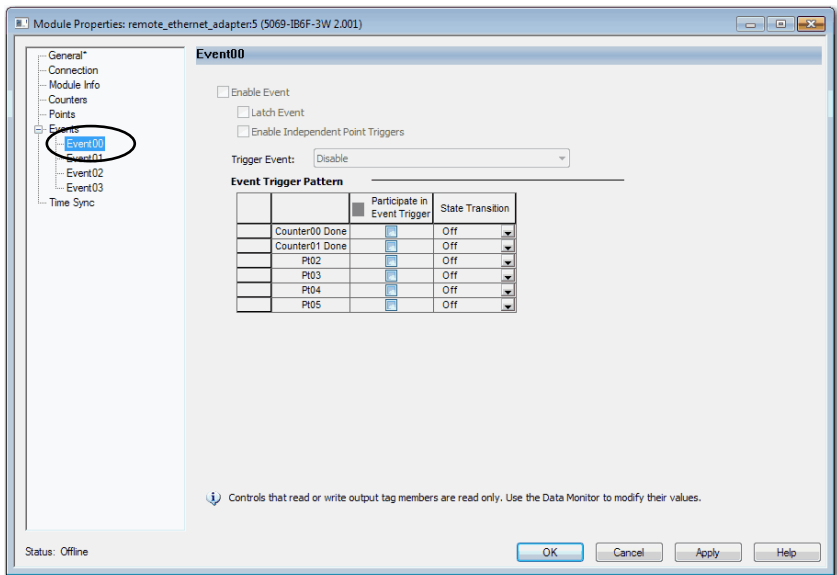 Module Properties: remote_ethernet_adapter:5 (5069-IB6F-3W 2.001)
General*
Connection
Module Info
Counters
Points
Events
Event00
Event01
Event02
Event03
Time Sync
Event00
Enable Event
Latch Event
Enable Independent Point Triggers
Trigger Event: Disable
Event Trigger Pattern
Participate in Event Trigger State Transition
Counter00 Done Off
Counter01 Done Off
Pt02 Off
Pt03 Off
Pt04 Off
Pt05 Off
Controls that read or write output tag members are read only. Use the Data Monitor to modify their values.
Status: Offline OK Cancel Apply Help